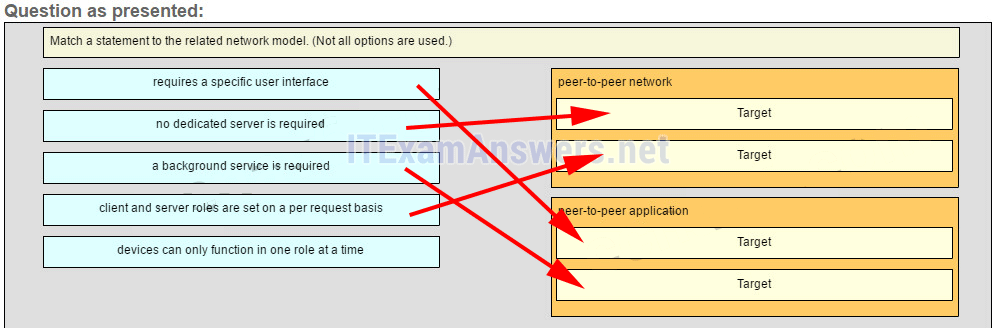 Question as presented:
Match a statement to the related network model. (Not all options are used.)
requires a specific user interface
no dedicated server is required
a background service is required
client and server roles are set on a per request basis
devices can only function in one role at a time
peer-to-peer network
Target
Target
peer-to-peer application
Target
Target
ITExamAnswers.net